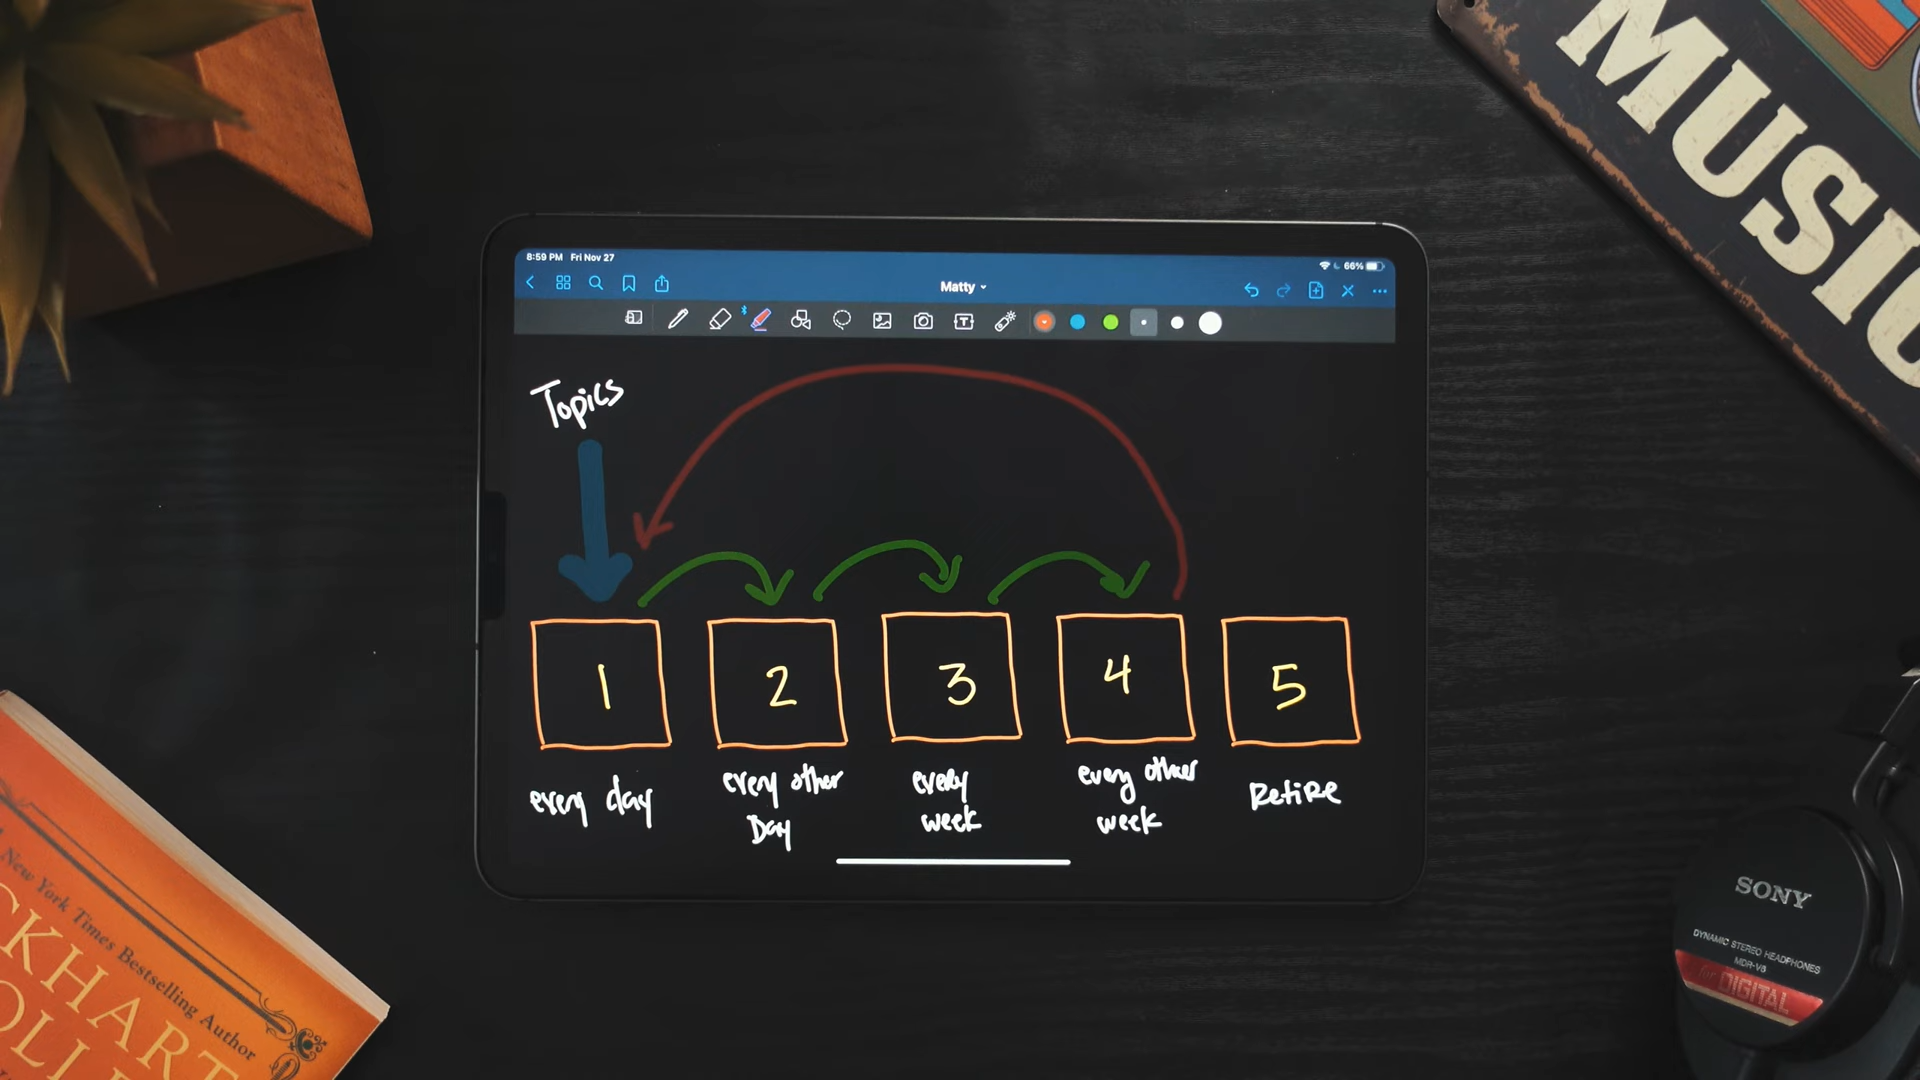 MUSIC
8:59 PM Fri Nov 27
66%
Matty
Topics
1
2
3
4
5
every day
every other
Day
every
week
every other
week
Retire
New York Times Bestselling Author
CKHART
OLL
SONY
DYNAMIC STEREO HEADPHONES
MDR-V6
for DIGITAL